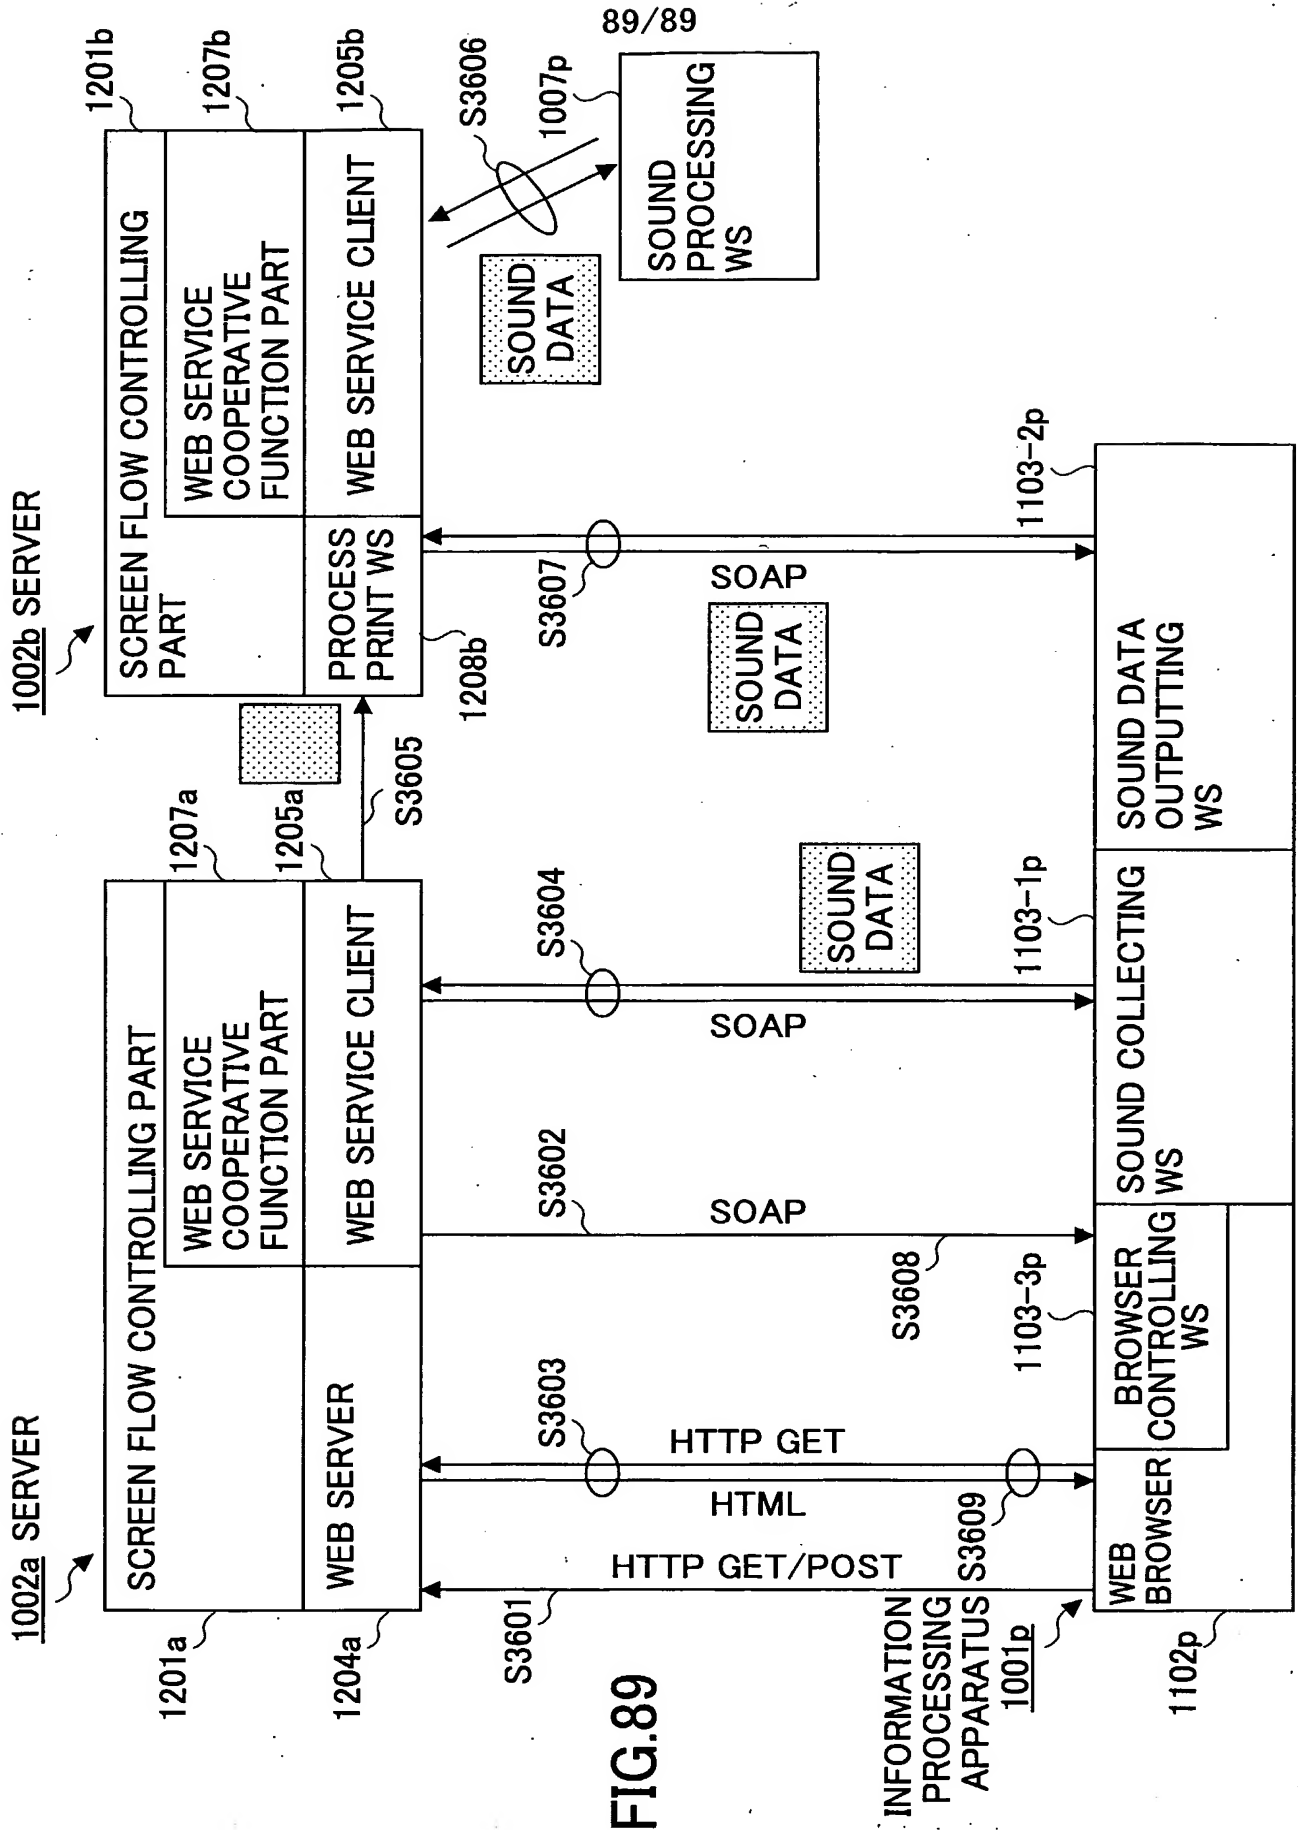 89/89
FIG.89
1002a SERVER
1002b SERVER
1201a
SCREEN FLOW CONTROLLING PART
1207a
WEB SERVICE
COOPERATIVE
FUNCTION PART
1204a
WEB SERVER
WEB SERVICE CLIENT
1205a
S3605
SCREEN FLOW CONTROLLING
PART
1201b
WEB SERVICE
COOPERATIVE
FUNCTION PART
1207b
PROCESS
PRINT WS
WEB SERVICE CLIENT
1205b
1208b
S3601
HTTP GET/POST
S3603
HTTP GET
HTML
S3609
S3602
SOAP
S3608
S3604
SOAP
SOUND
DATA
S3607
SOAP
SOUND
DATA
SOUND
DATA
S3606
1007p
SOUND
PROCESSING
WS
INFORMATION
PROCESSING
APPARATUS
1001p
1102p
WEB
BROWSER
1103-3p
BROWSER
CONTROLLING
WS
1103-1p
SOUND COLLECTING
WS
1103-2p
SOUND DATA
OUTPUTTING
WS